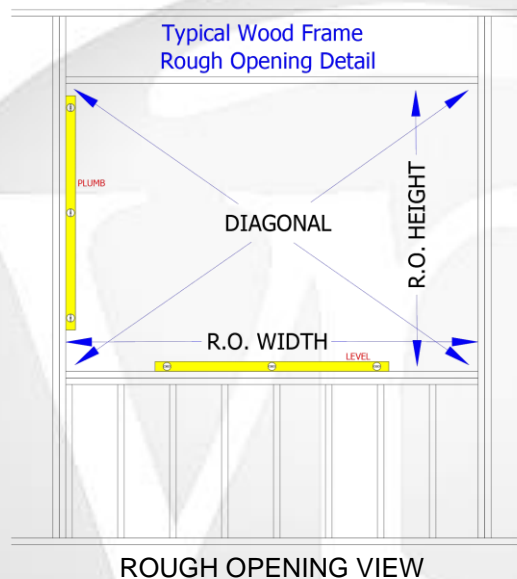 Typical Wood Frame
Rough Opening Detail
PLUMB
DIAGONAL
R.O. HEIGHT
R.O. WIDTH
LEVEL
ROUGH OPENING VIEW